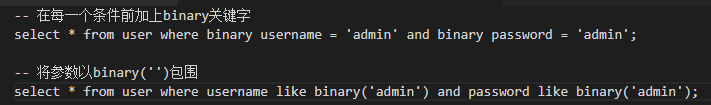 -- 在每一个条件前加上binary关键字
select * from user where binary username = 'admin' and binary password = 'admin';
-- 将参数以binary('')包围
select * from user where username like binary('admin') and password like binary('admin');